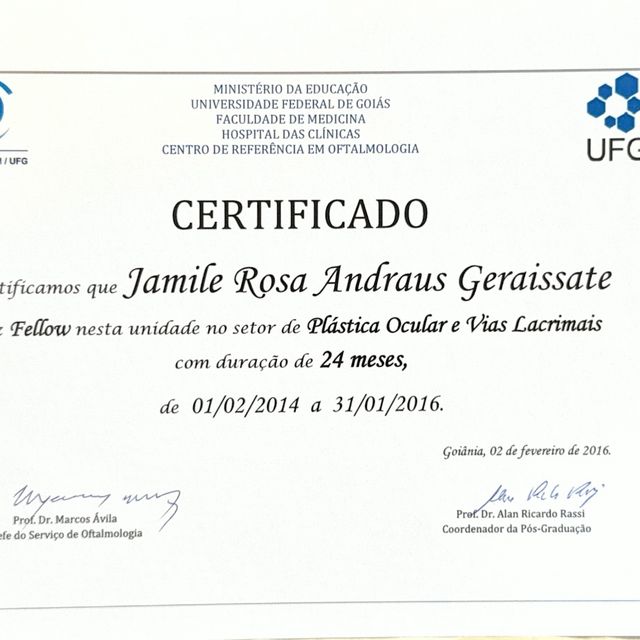 MINISTÉRIO DA EDUCAÇÃO
UNIVERSIDADE FEDERAL DE GOIÁS
FACULDADE DE MEDICINA
HOSPITAL DAS CLÍNICAS
CENTRO DE REFERÊNCIA EM OFTALMOLOGIA
/ UFG
UFG
CERTIFICADO
tificamos que Jamile Rosa Andraus Geraissate
Fellow nesta unidade no setor de Plástica Ocular e Vias Lacrimais
com duração de 24 meses,
de 01/02/2014 a 31/01/2016.
Goiânia, 02 de fevereiro de 2016.
Prof. Dr. Marcos Ávila
efe do Serviço de Oftalmologia
Prof. Dr. Alan Ricardo Rassi
Coordenador da Pós-Graduação